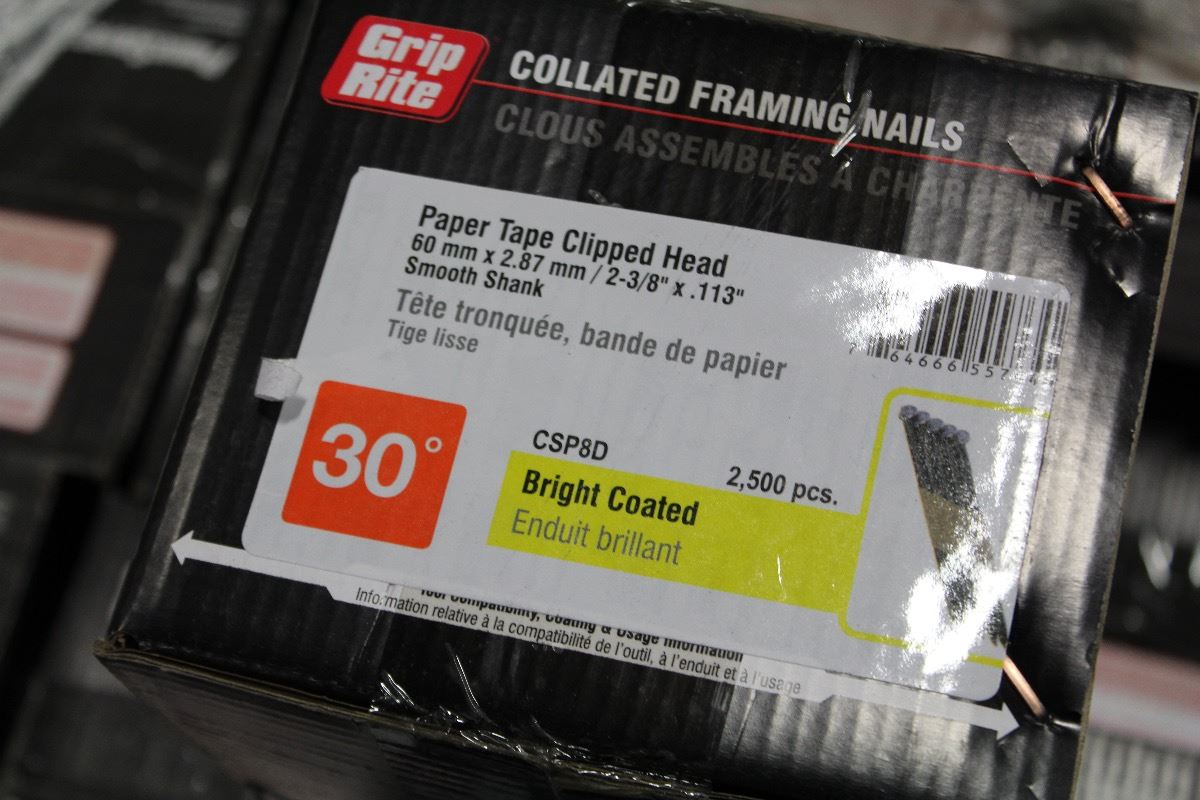 Grip
Rite
COLLATED FRAMING NAILS
CLOUS ASSEMBLÉS À CHARPENTE
Paper Tape Clipped Head
60 mm x 2.87 mm / 2-3/8" x .113"
Smooth Shank
Tête tronquée, bande de papier
Tige lisse
64666 557
30°
CSP8D
2,500 pcs.
Bright Coated
Enduit brillant
Tool Compatibility, Coating & Usage Information
Information relative à la compatibilité de l'outil, à l'enduit et à l'usage